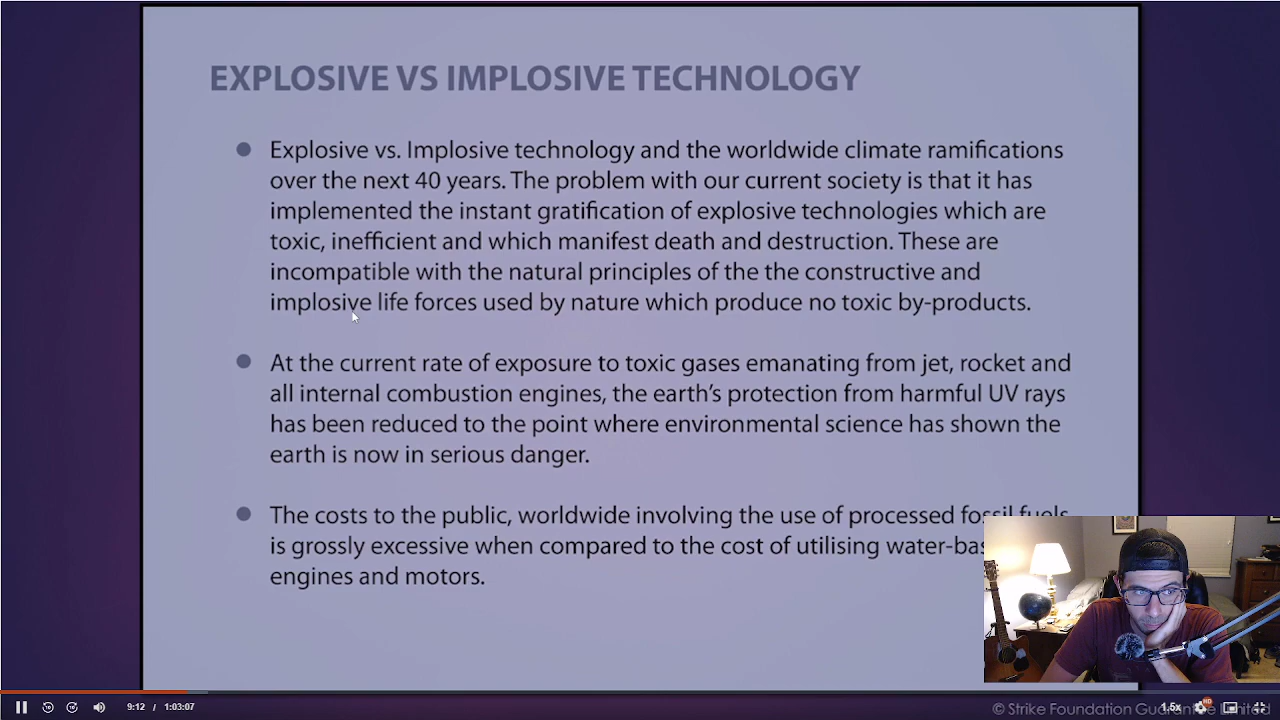 EXPLOSIVE VS IMPLOSIVE TECHNOLOGY
Explosive vs. Implosive technology and the worldwide climate ramifications
over the next 40 years. The problem with our current society is that it has
implemented the instant gratification of explosive technologies which are
toxic, inefficient and which manifest death and destruction. These are
incompatible with the natural principles of the the constructive and
implosive life forces used by nature which produce no toxic by-products.
At the current rate of exposure to toxic gases emanating from jet, rocket and
all internal combustion engines, the earth's protection from harmful UV rays
has been reduced to the point where environmental science has shown the
earth is now in serious danger.
The costs to the public, worldwide involving the use of processed fossil fuels
is grossly excessive when compared to the cost of utilising
engines and motors.
9:12 / 1:03:07
1.5x
HD
© Strike Foundation Limited